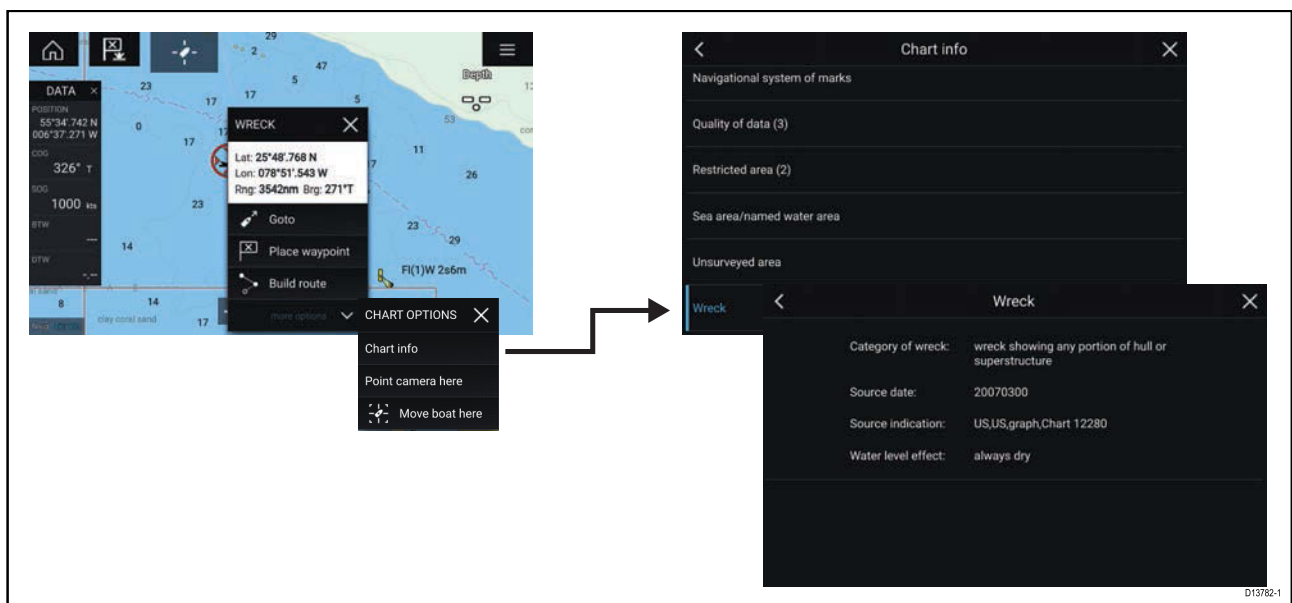 29
2
47
5
Depth
DATA ×
23
17
17
5
12
POSITION
55°34'.742 N
006°37'.271 W
0
17
53
COG
326° T
17
11
26
SOG
1000 kts
23
BTW
---
14
23
29
DTW
-.--
Fl(1)W 2s6m
8
14
clay coral sand
17
WRECK
Lat: 25°48'.768 N
Lon: 078°51'.543 W
Rng: 3542nm Brg: 271°T
Goto
Place waypoint
Build route
more options
CHART OPTIONS
Chart info
Point camera here
Move boat here
Chart info
Navigational system of marks
Quality of data (3)
Restricted area (2)
Sea area/named water area
Unsurveyed area
Wreck
Wreck
Category of wreck: wreck showing any portion of hull or
superstructure
Source date: 20070300
Source indication: US,US,graph,Chart 12280
Water level effect: always dry
D13782-1